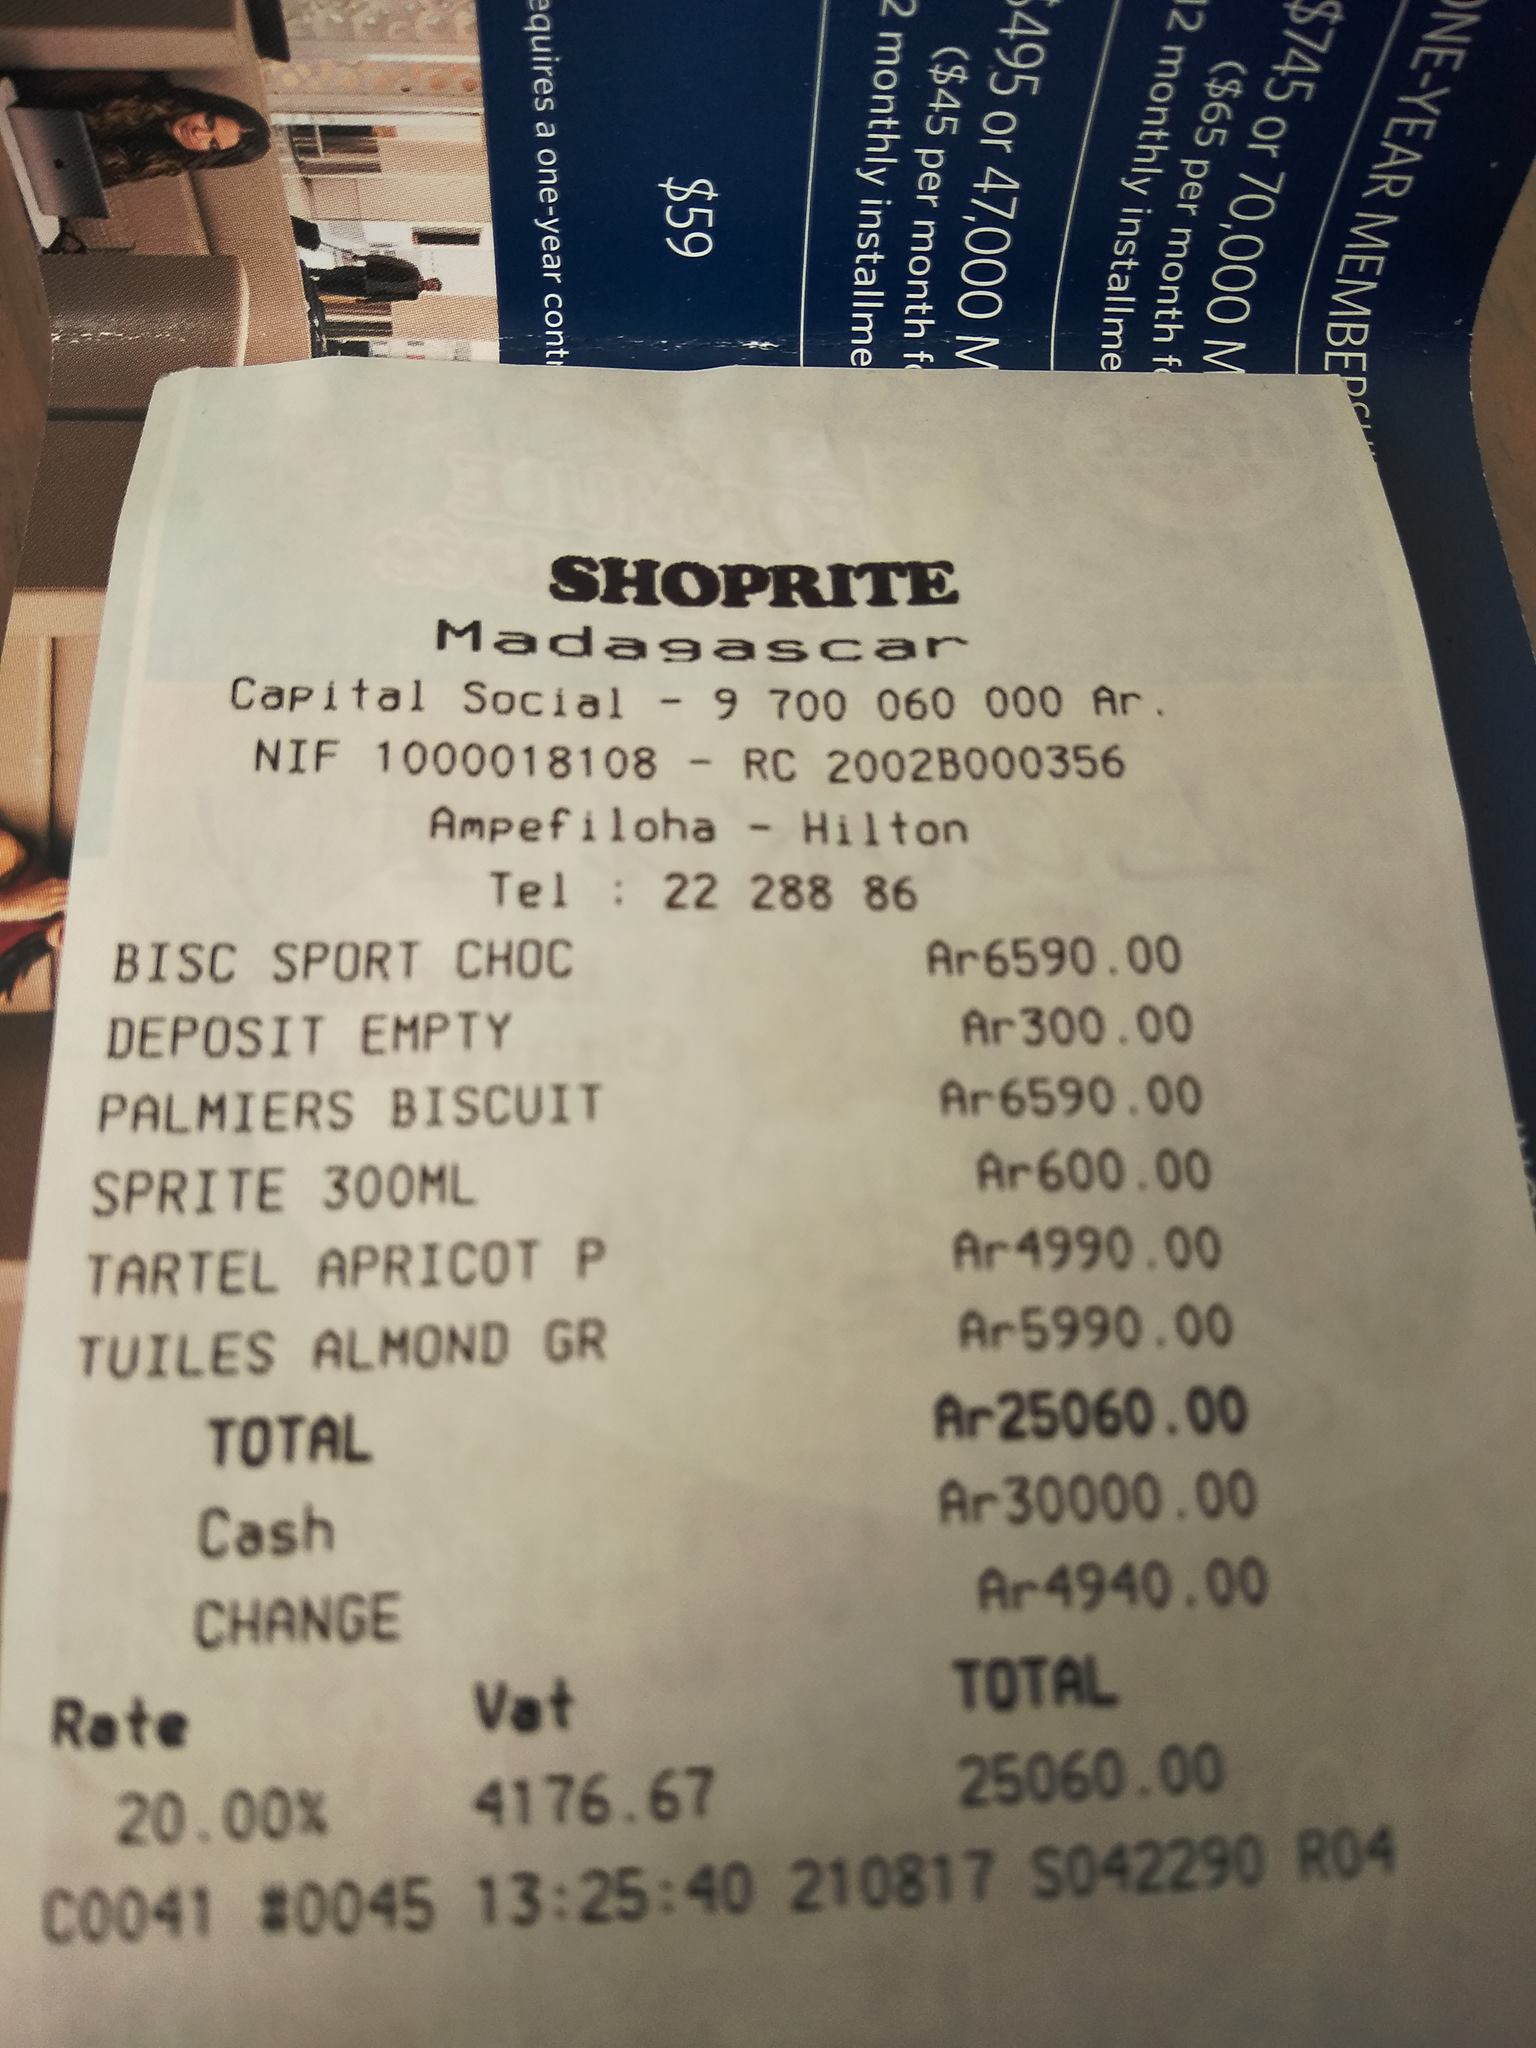 ONE-YEAR MEMBERSHI
$745 or 70,000 M
($65 per month fo
12 monthly installme
$495 or 47,000 M
($45 per month fo
2 monthly installme
$59
equires a one-year contr
SHOPRITE
Madagascar
Capital Social - 9 700 060 000 Ar.
NIF 1000018108 - RC 2002B000356
Ampefiloha - Hilton
Tel : 22 288 86
BISC SPORT CHOC Ar6590.00
DEPOSIT EMPTY Ar300.00
PALMIERS BISCUIT Ar6590.00
SPRITE 300ML Ar600.00
TARTEL APRICOT P Ar4990.00
TUILES ALMOND GR Ar5990.00
TOTAL Ar25060.00
Cash Ar30000.00
CHANGE Ar4940.00
Rate Vat TOTAL
20.00% 4176.67 25060.00
C0041 #0045 13:25:40 210817 S042290 R04